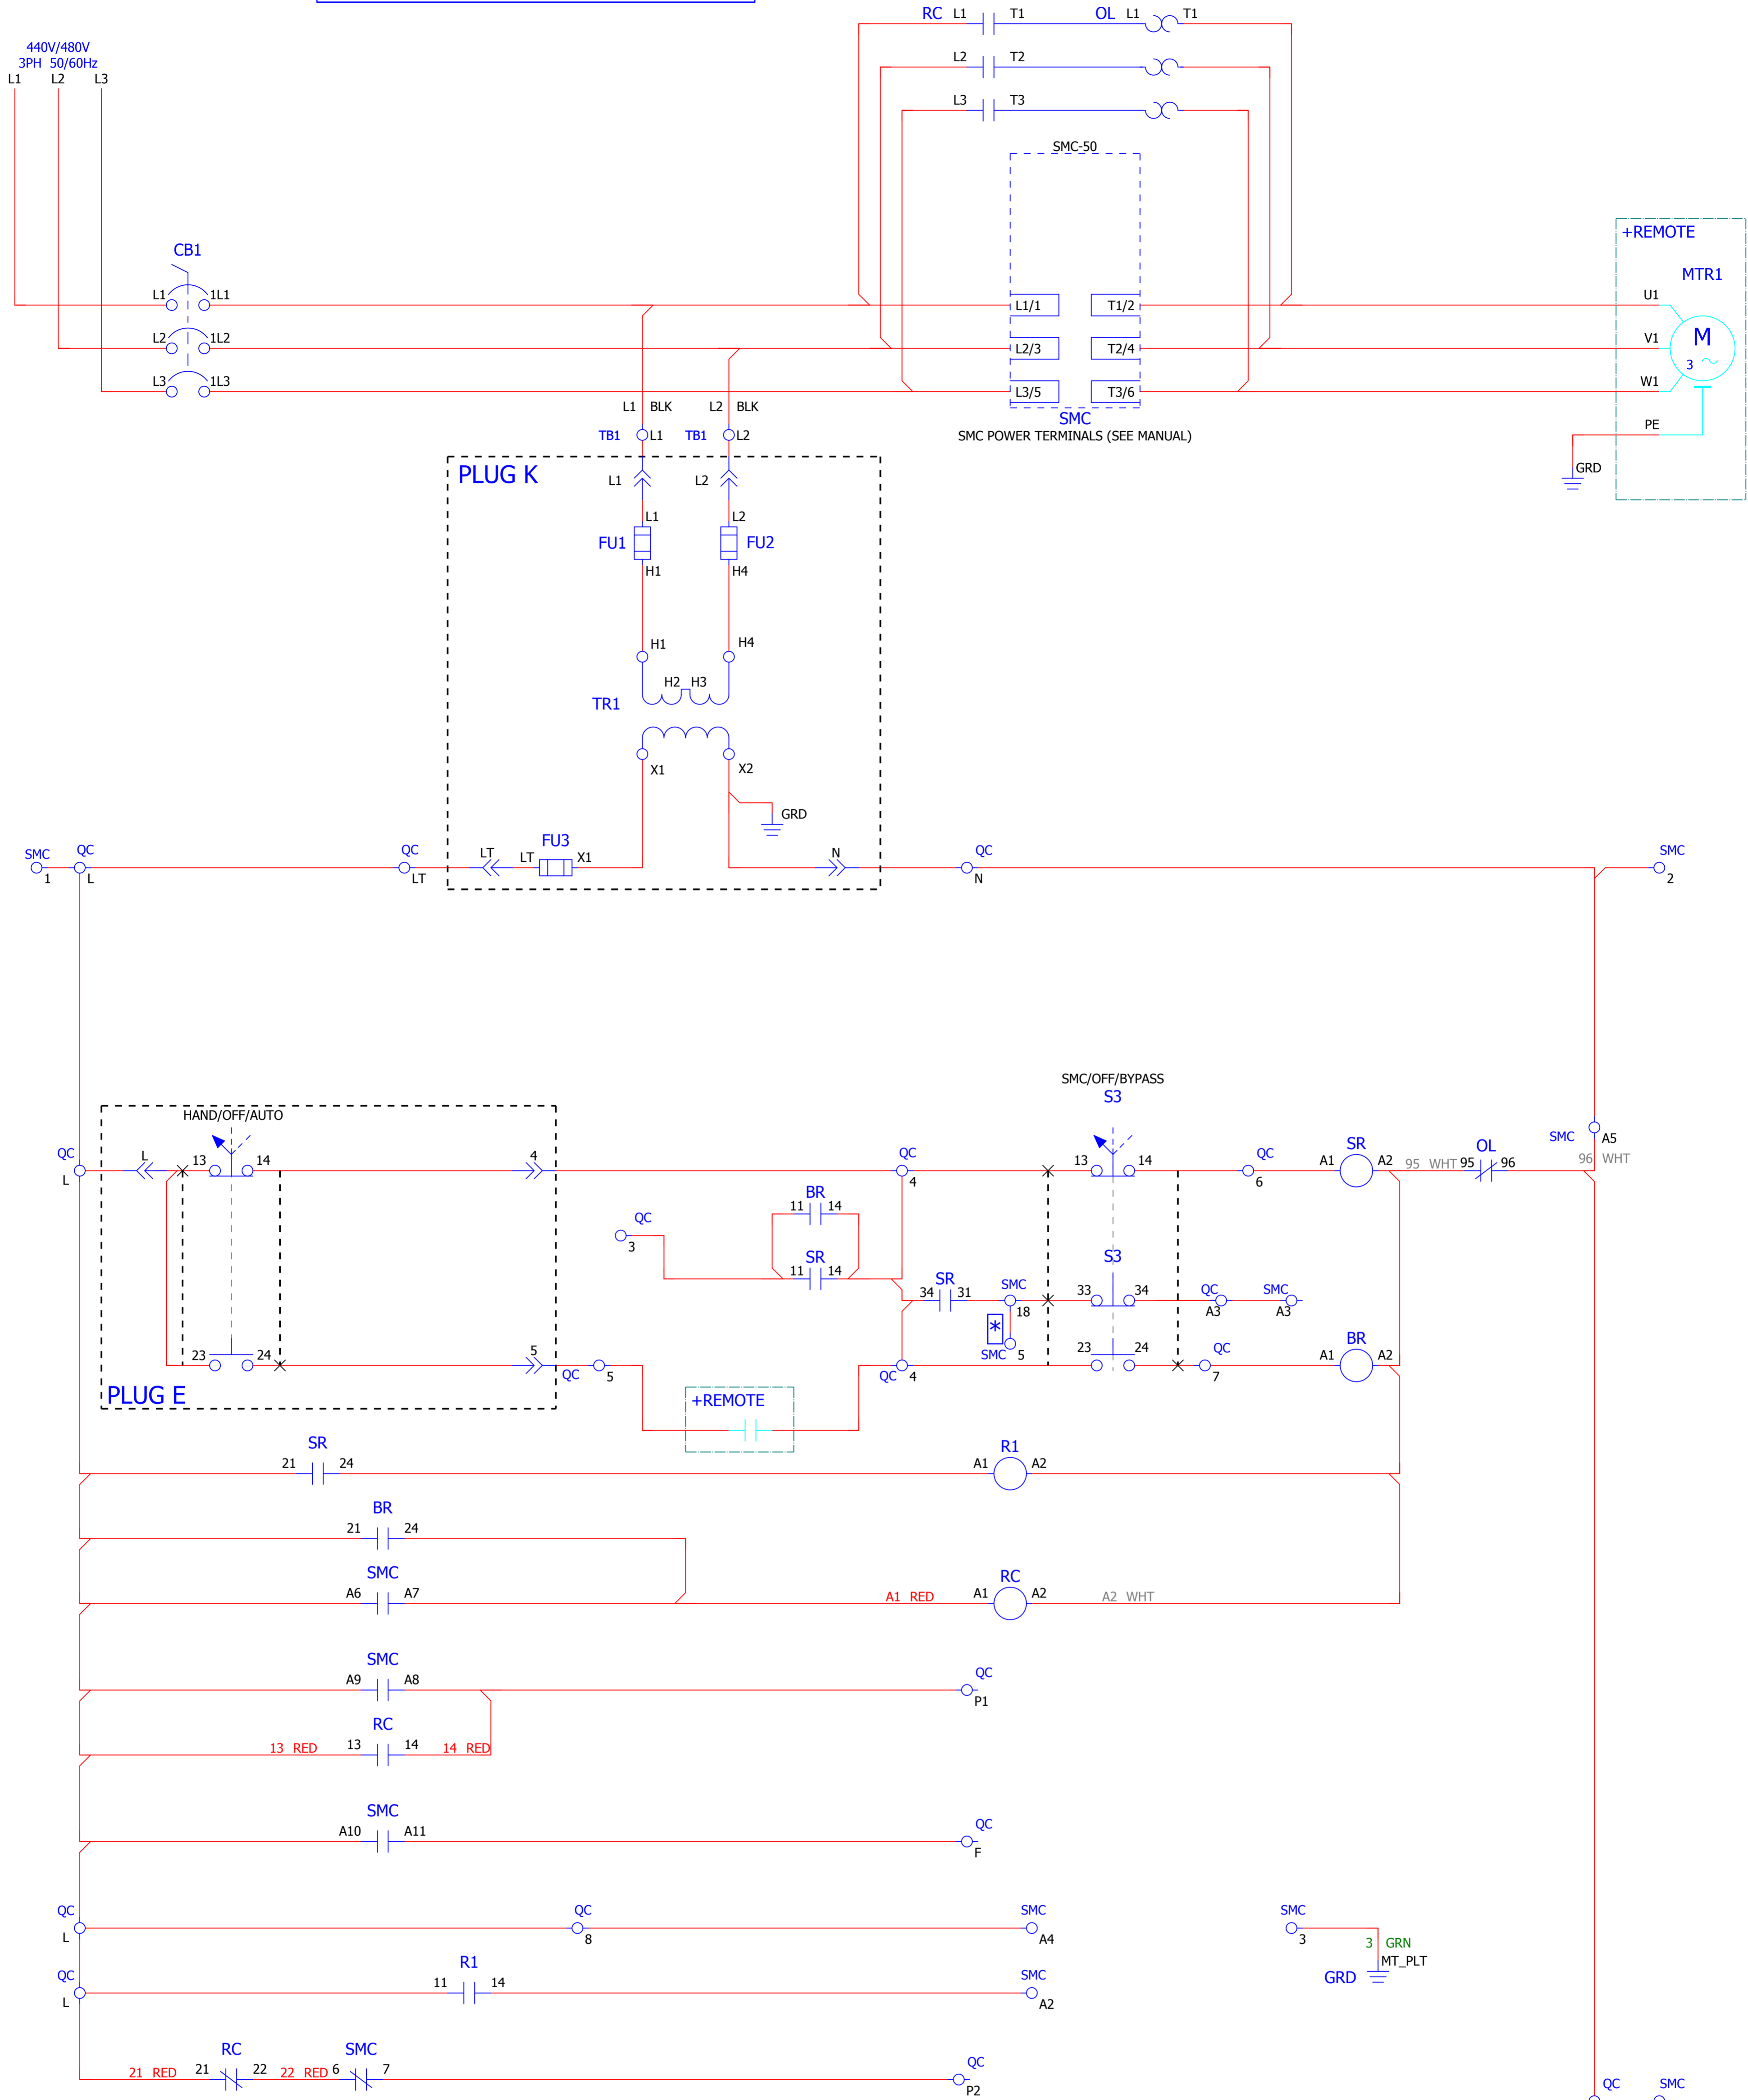 RC L1 T1 OL L1 T1
440V/480V
3PH 50/60Hz
L1 L2 L3
L2 T2
L3 T3
SMC-50
+REMOTE
CB1
MTR1
L1 1L1 L1/1 T1/2 U1
L2 1L2 L2/3 T2/4 V1 M
3
L3 1L3 L3/5 T3/6 W1
L1 BLK L2 BLK
SMC
SMC POWER TERMINALS (SEE MANUAL)
PE
TB1 L1 TB1 L2
GRD
PLUG K
L1 L2
L1 L2
FU1 FU2
H1 H4
H1 H4
H2 H3
TR1
X1 X2
GRD
SMC QC QC FU3 QC SMC
LT LT X1 N
1 L LT N 2
SMC/OFF/BYPASS
S3
HAND/OFF/AUTO
SMC A5
QC L 13 14 4 QC 13 14 QC SR A1 A2 95 WHT 95 OL 96 96 WHT
L 4 6
BR
11 14
QC
3
SR
11 14
S3
SR
34 31 SMC 33 34 QC SMC
18 A3 A3
*
SMC 5
23 24 5 23 24 QC BR A1 A2
QC 5 QC 4 7
PLUG E
+REMOTE
SR R1
21 24 A1 A2
BR
21 24
SMC RC
A6 A7 A1 RED A1 A2 A2 WHT
SMC
A9 A8 QC
P1
RC
13 RED 13 14 14 RED
SMC
A10 A11 QC
F
QC QC SMC SMC
L 8 A4 3
3 GRN
MT_PLT
GRD
QC R1 SMC
11 14
L A2
RC SMC
21 RED 21 22 22 RED 6 7 QC
P2
QC SMC